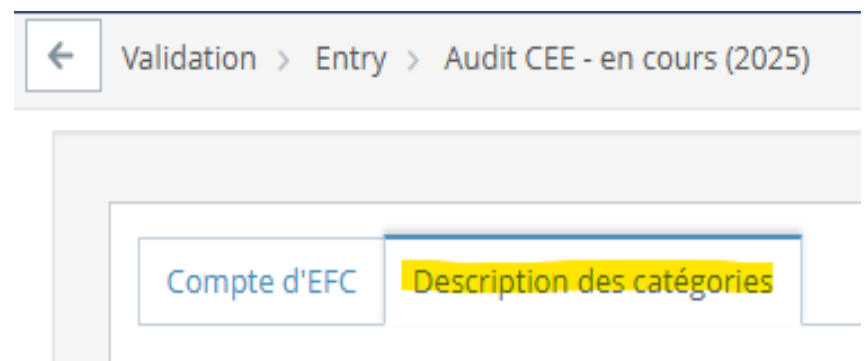 Validation > Entry > Audit CEE - en cours (2025)
Compte d'EFC Description des catégories